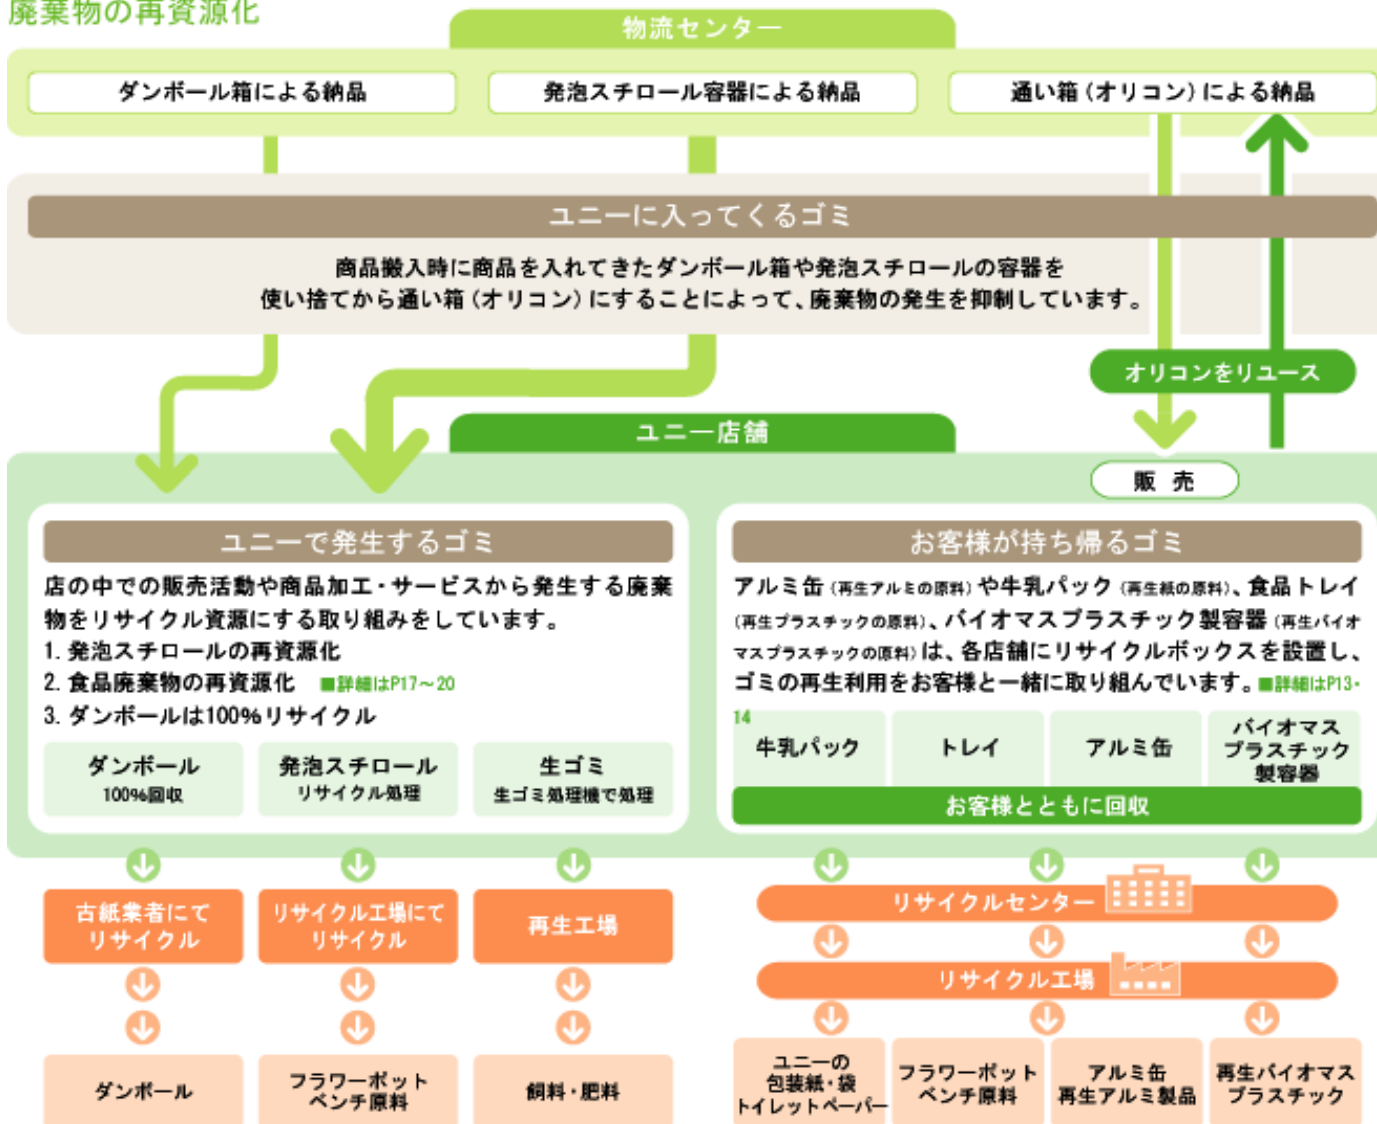 廃棄物の再資源化
物流センター
ダンボール箱による納品
発泡スチロール容器による納品
通い箱(オリコン)による納品
ユニーに入ってくるゴミ
商品搬入時に商品を入れてきたダンボール箱や発泡スチロールの容器を
使い捨てから通い箱(オリコン)にすることによって、廃棄物の発生を抑制しています。
オリコンをリユース
ユニー店舗
販売
ユニーで発生するゴミ
店の中での販売活動や商品加工・サービスから発生する廃棄
物をリサイクル資源にする取り組みをしています。
1. 発泡スチロールの再資源化
2. 食品廃棄物の再資源化 ■詳細はP17～20
3. ダンボールは100%リサイクル
ダンボール
100%回収
発泡スチロール
リサイクル処理
生ゴミ
生ゴミ処理機で処理
お客様が持ち帰るゴミ
アルミ缶(再生アルミの原料)や牛乳パック(再生紙の原料)、食品トレイ
(再生プラスチックの原料)、バイオマスプラスチック製容器(再生バイオ
マスプラスチックの原料)は、各店舗にリサイクルボックスを設置し、
ゴミの再生利用をお客様と一緒に取り組んでいます。■詳細はP13・
14
牛乳パック
トレイ
アルミ缶
バイオマス
プラスチック
製容器
お客様とともに回収
古紙業者にて
リサイクル
リサイクル工場にて
リサイクル
再生工場
リサイクルセンター
リサイクル工場
ダンボール
フラワーポット
ベンチ原料
飼料・肥料
ユニーの
包装紙・袋
トイレットペーパー
フラワーポット
ベンチ原料
アルミ缶
再生アルミ製品
再生バイオマス
プラスチック